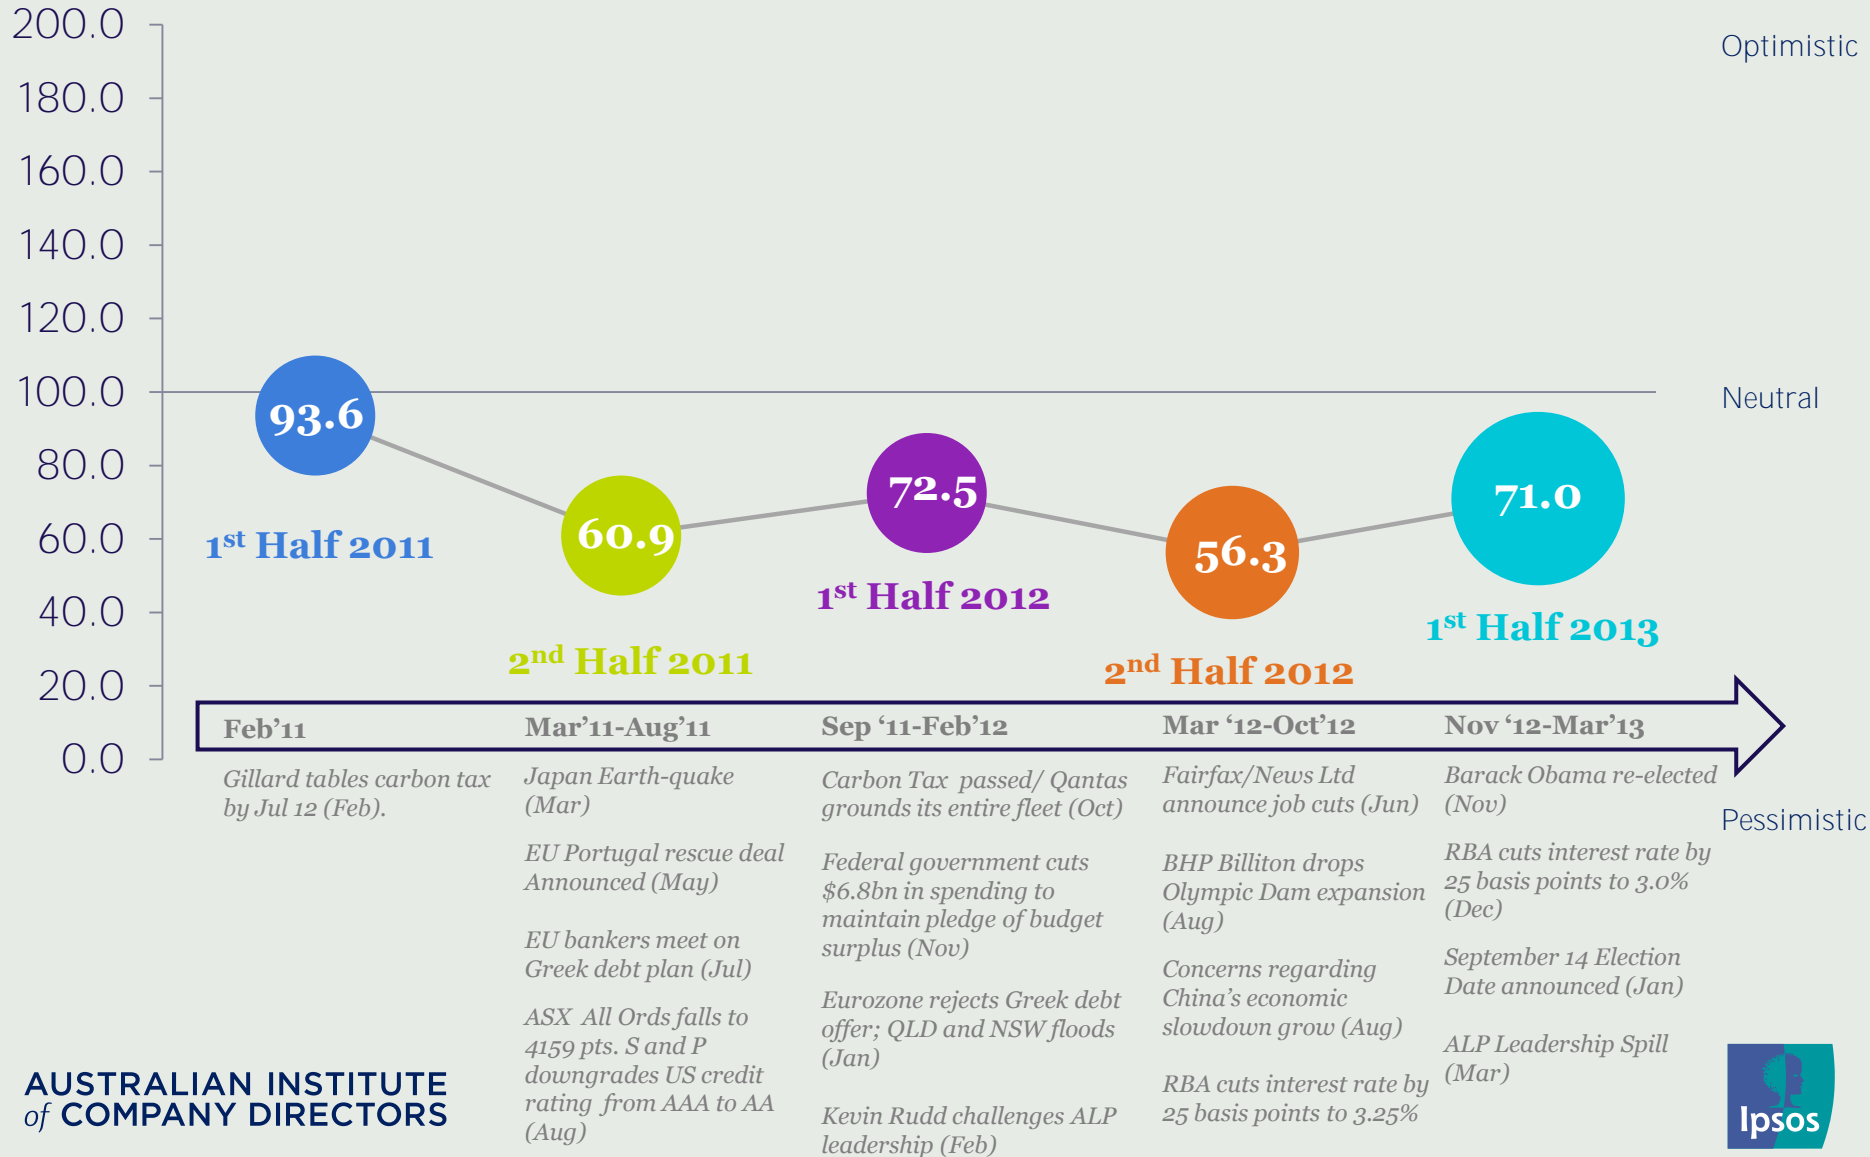 200.0
180.0
160.0
140.0
120.0
100.0
80.0
60.0
40.0
20.0
0.0
Optimistic
Neutral
Pessimistic
93.6
1st Half 2011
60.9
2nd Half 2011
72.5
1st Half 2012
56.3
2nd Half 2012
71.0
1st Half 2013
Feb’11
Gillard tables carbon tax
by Jul 12 (Feb).
Mar’11-Aug’11
Japan Earth-quake
(Mar)
EU Portugal rescue deal
Announced (May)
EU bankers meet on
Greek debt plan (Jul)
ASX All Ords falls to
4159 pts. S and P
downgrades US credit
rating from AAA to AA
(Aug)
Sep ‘11-Feb’12
Carbon Tax passed/ Qantas
grounds its entire fleet (Oct)
Federal government cuts
$6.8bn in spending to
maintain pledge of budget
surplus (Nov)
Eurozone rejects Greek debt
offer; QLD and NSW floods
(Jan)
Kevin Rudd challenges ALP
leadership (Feb)
Mar ‘12-Oct’12
Fairfax/News Ltd
announce job cuts (Jun)
BHP Billiton drops
Olympic Dam expansion
(Aug)
Concerns regarding
China’s economic
slowdown grow (Aug)
RBA cuts interest rate by
25 basis points to 3.25%
Nov ‘12-Mar’13
Barack Obama re-elected
(Nov)
RBA cuts interest rate by
25 basis points to 3.0%
(Dec)
September 14 Election
Date announced (Jan)
ALP Leadership Spill
(Mar)
AUSTRALIAN INSTITUTE
of COMPANY DIRECTORS
Ipsos